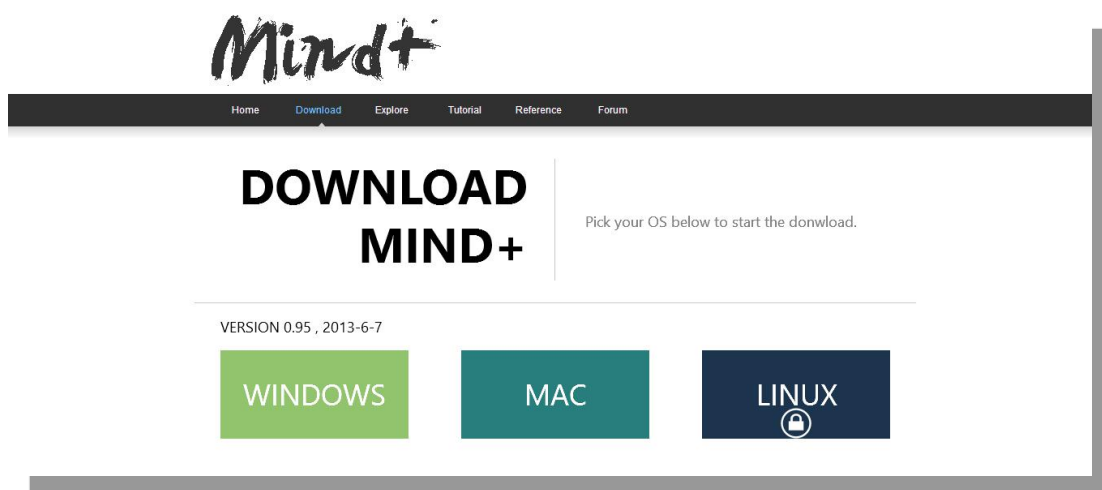 Mind+
Home Download Explore Tutorial Reference Forum
DOWNLOAD
MIND+
Pick your OS below to start the donwload.
VERSION 0.95 , 2013-6-7
WINDOWS MAC LINUX